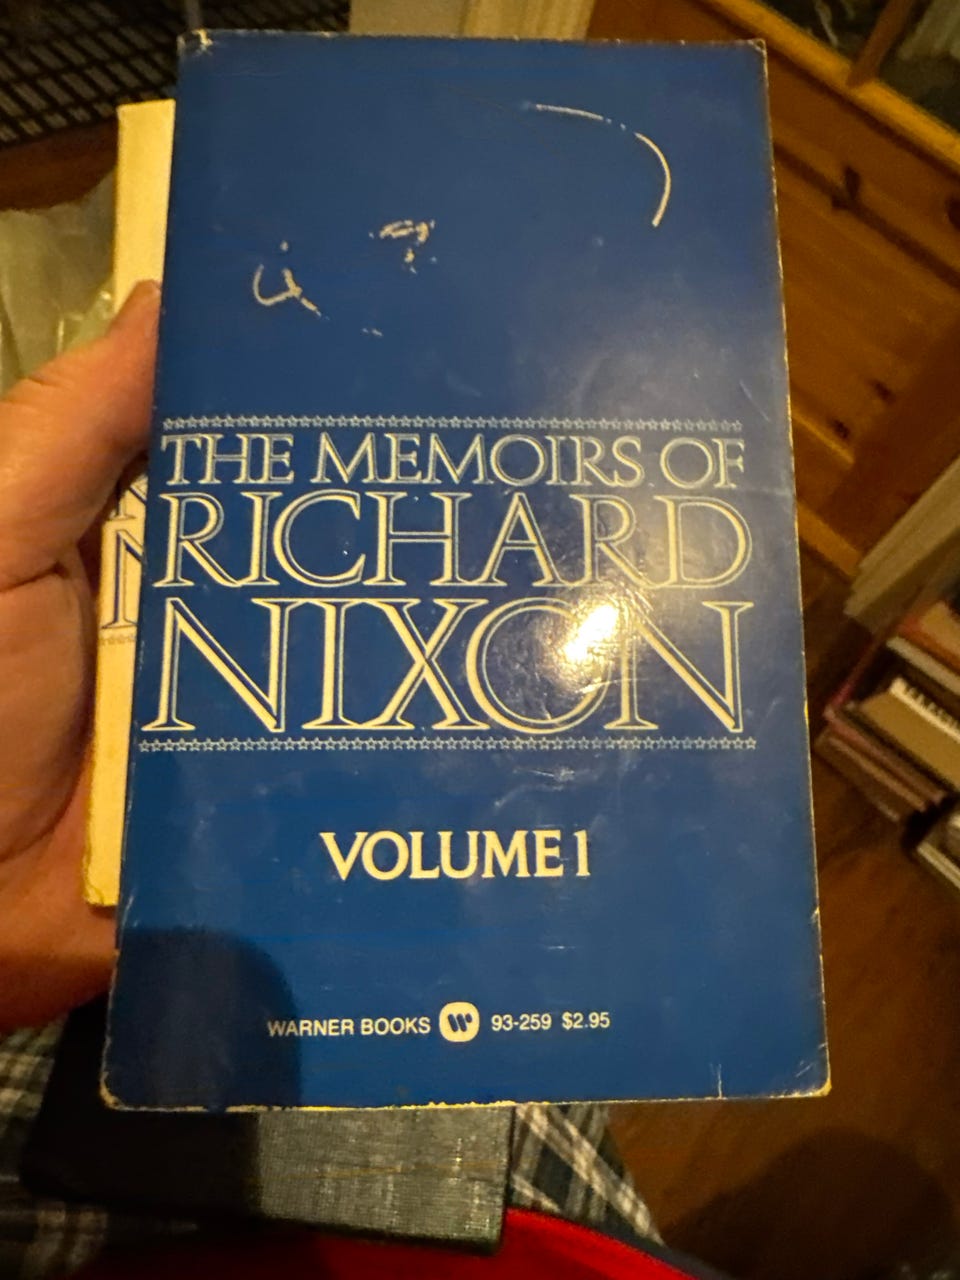 THE MEMOIRS OF
RICHARD
NIXON
VOLUME 1
WARNER BOOKS W 93-259 $2.95